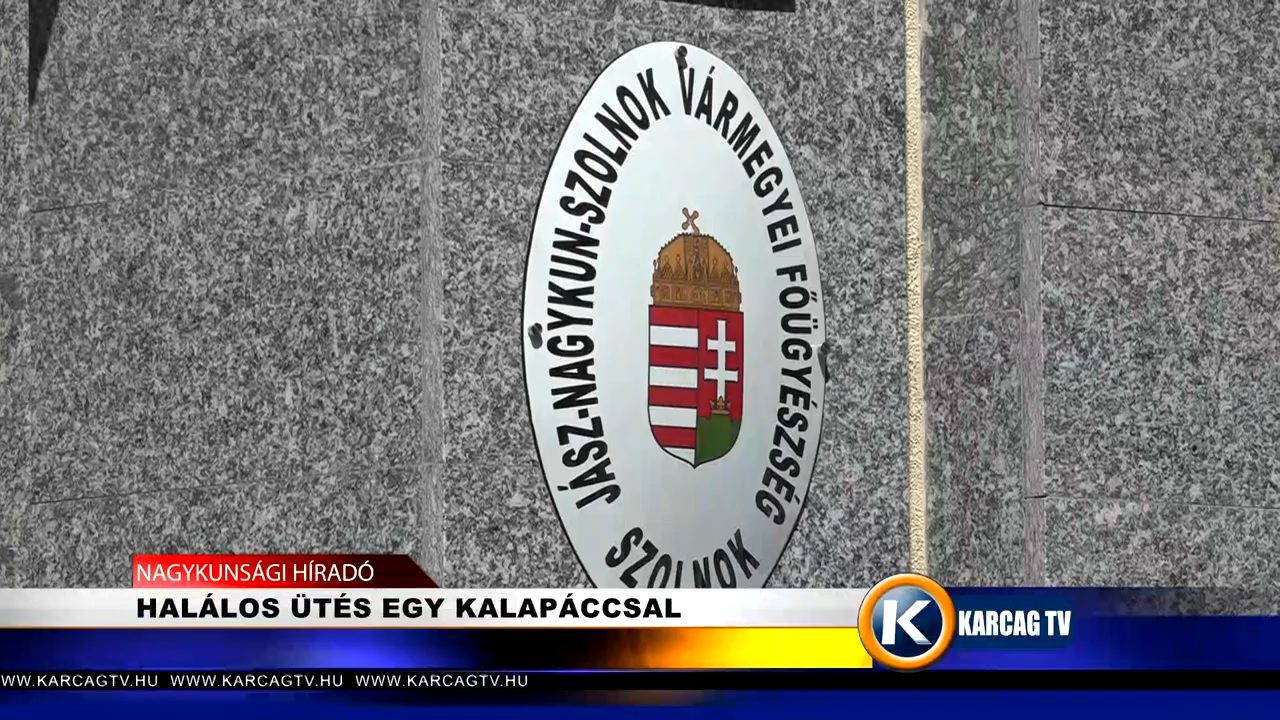 JÁSZ-NAGYKUN-SZOLNOK VÁRMEGYEI FŐÜGYÉSZSÉG
SZOLNOK
NAGYKUNSÁGI HÍRADÓ
HALÁLOS ÜTÉS EGY KALAPÁCCSAL
K KARCAG TV
WWW.KARCAGTV.HU WWW.KARCAGTV.HU WWW.KARCAGTV.HU